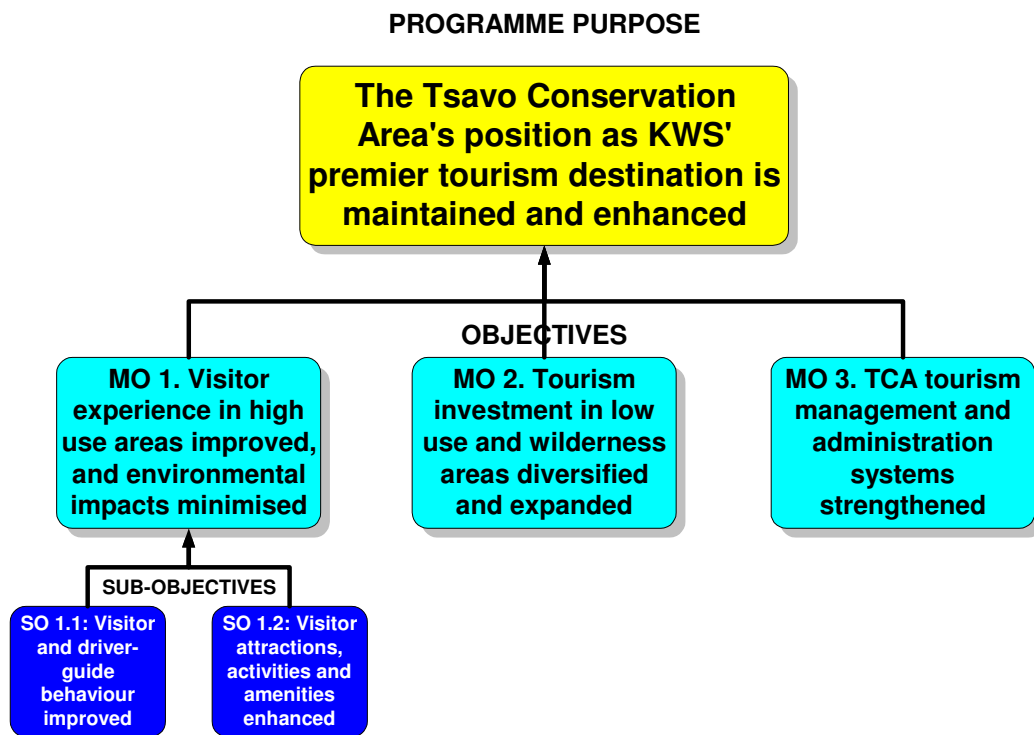 PROGRAMME PURPOSE
The Tsavo Conservation
Area's position as KWS'
premier tourism destination is
maintained and enhanced
OBJECTIVES
MO 1. Visitor
experience in high
use areas improved,
and environmental
impacts minimised
MO 2. Tourism
investment in low
use and wilderness
areas diversified
and expanded
MO 3. TCA tourism
management and
administration
systems
strengthened
SUB-OBJECTIVES
SO 1.1: Visitor
and driver-
guide
behaviour
improved
SO 1.2: Visitor
attractions,
activities and
amenities
enhanced